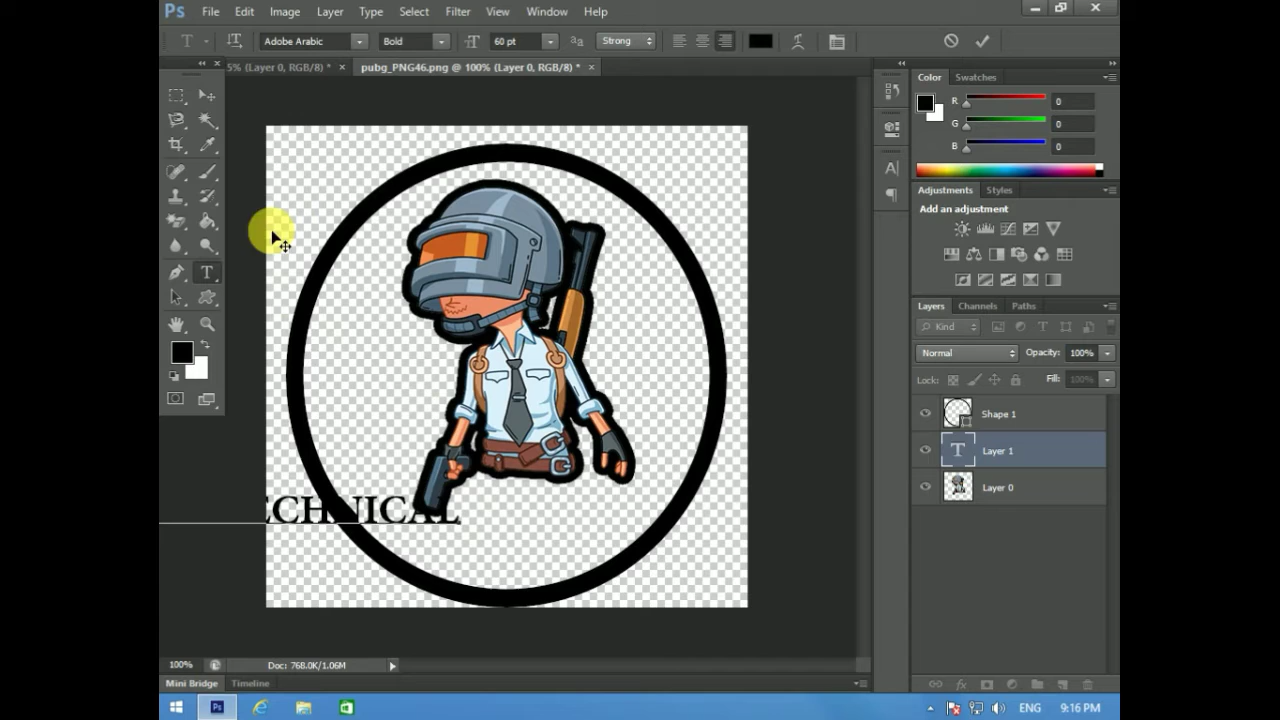 Ps File Edit Image Layer Type Select Filter View Window Help
Adobe Arabic Bold 60 pt Strong
5% (Layer 0, RGB/8) * × pubg_PNG46.png @ 100% (Layer 0, RGB/8) * ×
Color Swatches
R 0
G 0
B 0
Adjustments Styles
Add an adjustment
Layers Channels Paths
Kind
Normal Opacity: 100%
Lock: Fill: 100%
Shape 1
Layer 1
Layer 0
ECHNICAL
100% Doc: 768.0K/1.06M
Mini Bridge Timeline
ENG 9:16 PM